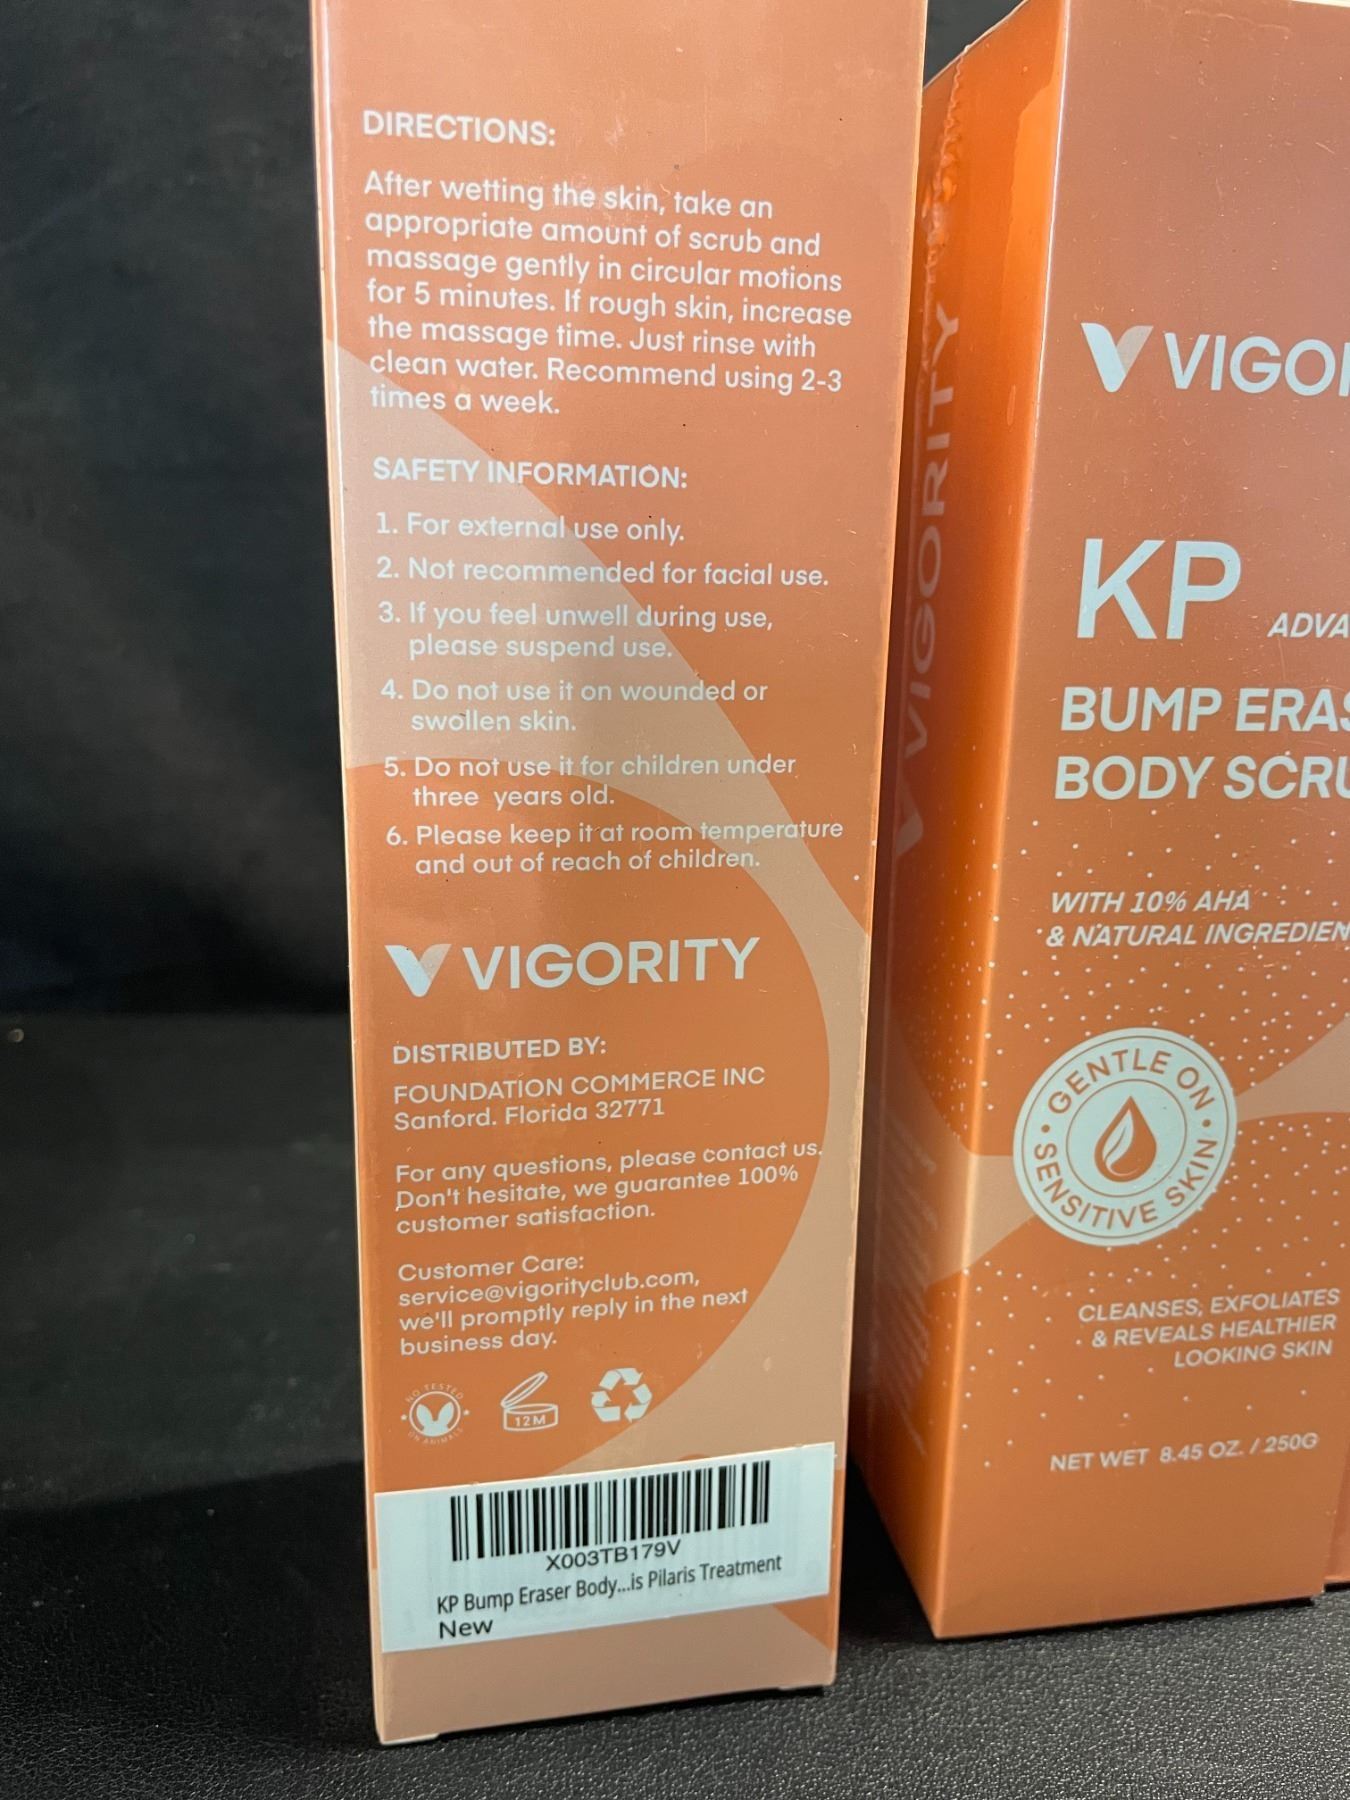 DIRECTIONS:
After wetting the skin, take an
appropriate amount of scrub and
massage gently in circular motions
for 5 minutes. If rough skin, increase
the massage time. Just rinse with
clean water. Recommend using 2-3
times a week.
SAFETY INFORMATION:
1. For external use only.
2. Not recommended for facial use.
3. If you feel unwell during use,
please suspend use.
4. Do not use it on wounded or
swollen skin.
5. Do not use it for children under
three years old.
6. Please keep it at room temperature
and out of reach of children.
VIGORITY
DISTRIBUTED BY:
FOUNDATION COMMERCE INC
Sanford. Florida 32771
For any questions, please contact us.
Don't hesitate, we guarantee 100%
customer satisfaction.
Customer Care:
service@vigorityclub.com,
we'll promptly reply in the next
business day.
NO TESTED
ON ANIMALS
12M
X003TB179V
KP Bump Eraser Body...is Pilaris Treatment
New
VIGORITY
VIGOR
KP
ADVA
BUMP ERAS
BODY SCRU
WITH 10% AHA
& NATURAL INGREDIEN
GENTLE ON
SENSITIVE SKIN
CLEANSES, EXFOLIATES
& REVEALS HEALTHIER
LOOKING SKIN
NET WET 8.45 OZ. / 250G